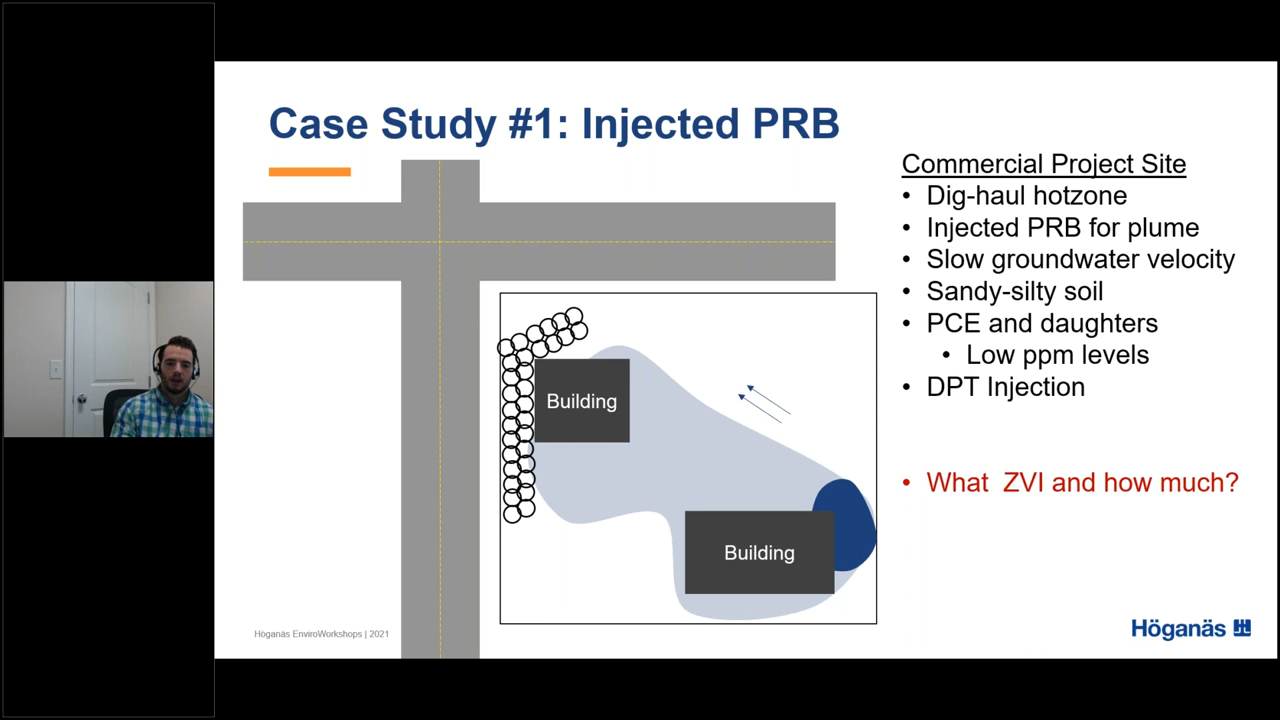 Case Study #1: Injected PRB
Commercial Project Site
• Dig-haul hotzone
• Injected PRB for plume
• Slow groundwater velocity
• Sandy-silty soil
• PCE and daughters
• Low ppm levels
• DPT Injection
• What ZVI and how much?
Building
Building
Höganäs EnviroWorkshops | 2021
Höganäs